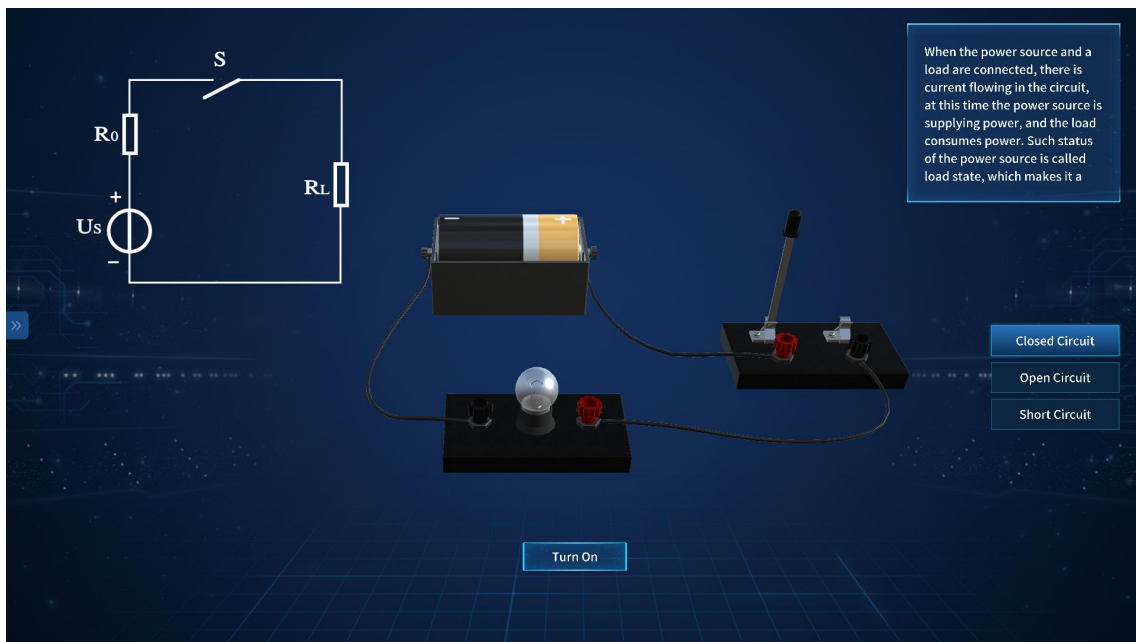 S
R0
RL
+
Us
−
− +
When the power source and a
load are connected, there is
current flowing in the circuit,
at this time the power source is
supplying power, and the load
consumes power. Such status
of the power source is called
load state, which makes it a
»
Closed Circuit
Open Circuit
Short Circuit
Turn On